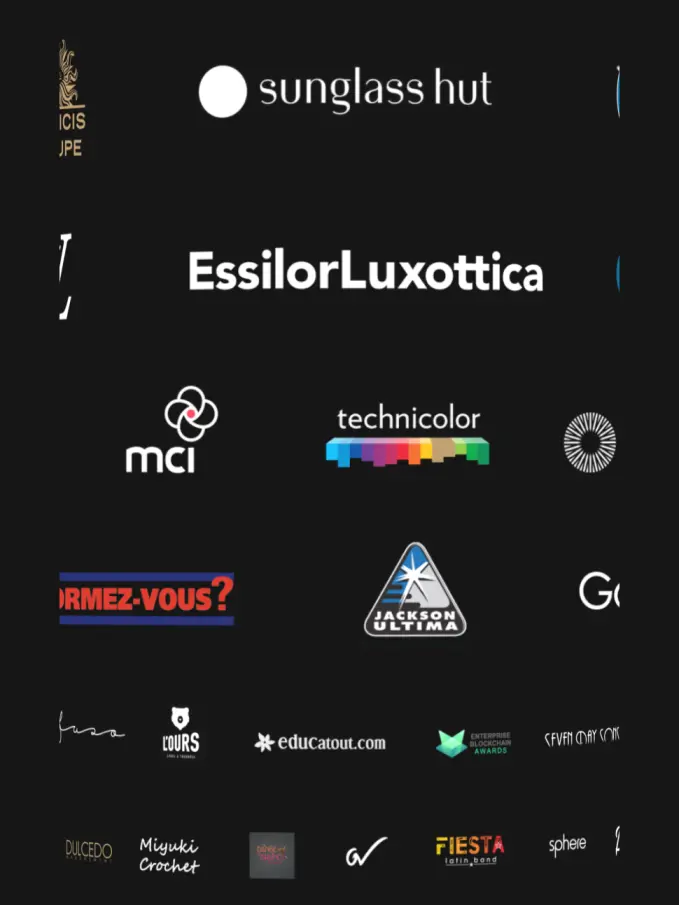 sunglass hut
EssilorLuxottica
mci
technicolor
ORMEZ-VOUS?
JACKSON
ULTIMA
L'OURS
educatout.com
ENTERPRISE
BLOCKCHAIN
AWARDS
DULCEDO
Miyuki
Crochet
FIESTA
latin band
sphere